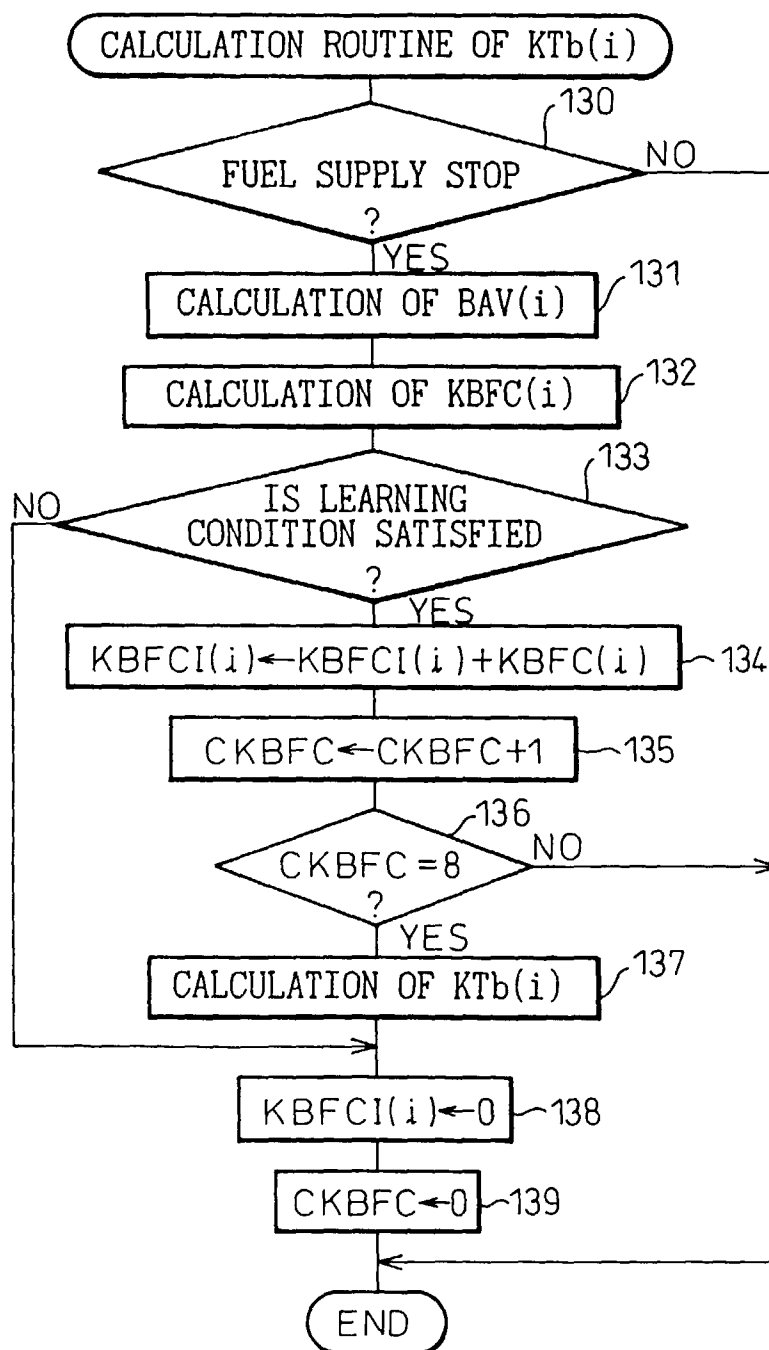 CALCULATION ROUTINE OF KTb(i)
130
FUEL SUPPLY STOP
?
NO
YES
CALCULATION OF BAV(i)
131
CALCULATION OF KBFC(i)
132
133
NO
IS LEARNING
CONDITION SATISFIED
?
YES
KBFCI(i)←KBFCI(i)+KBFC(i)
134
CKBFC←CKBFC+1
135
136
CKBFC=8
?
NO
YES
CALCULATION OF KTb(i)
137
KBFCI(i)←0
138
CKBFC←0
139
END